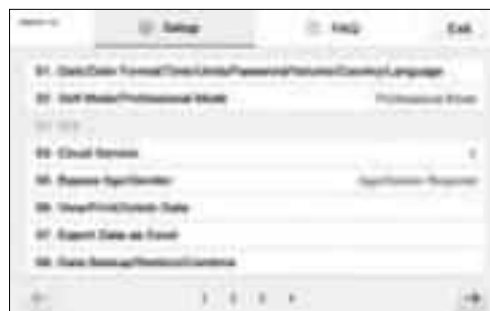 Setup FAQ Exit
01. Date/Date Format/Time/Units/Password/Volume/Country/Language
02. Self Mode/Professional Mode Professional Mode
04. Cloud Service
05. Bypass Age/Gender
06. View/Print/Delete Data
07. Export Data as Excel
08. Data Backup/Restore/Combine
1 2 3 4